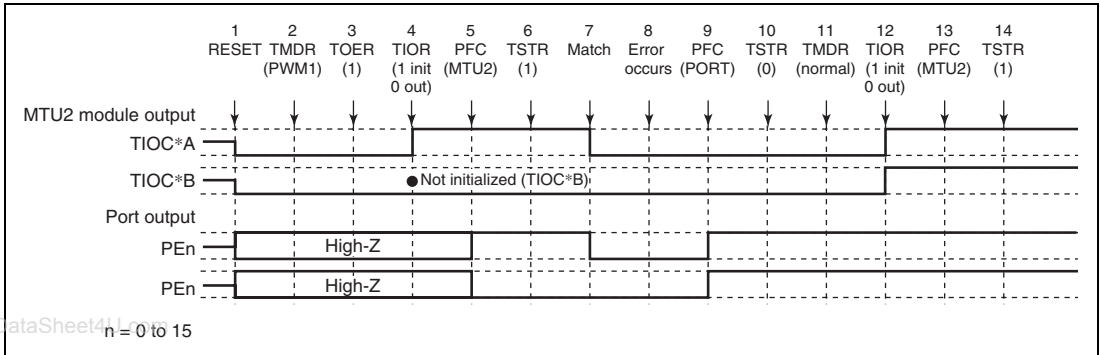 1 2 3 4 5 6 7 8 9 10 11 12 13 14
RESET TMDR TOER TIOR PFC TSTR Match Error PFC TSTR TMDR TIOR PFC TSTR
(PWM1) (1) (1 init (MTU2) (1) occurs (PORT) (0) (normal) (1 init (MTU2) (1)
0 out) 0 out)
MTU2 module output
TIOC*A
TIOC*B ● Not initialized (TIOC*B)
Port output
PEn High-Z
PEn High-Z
n = 0 to 15
DataSheet4U.com